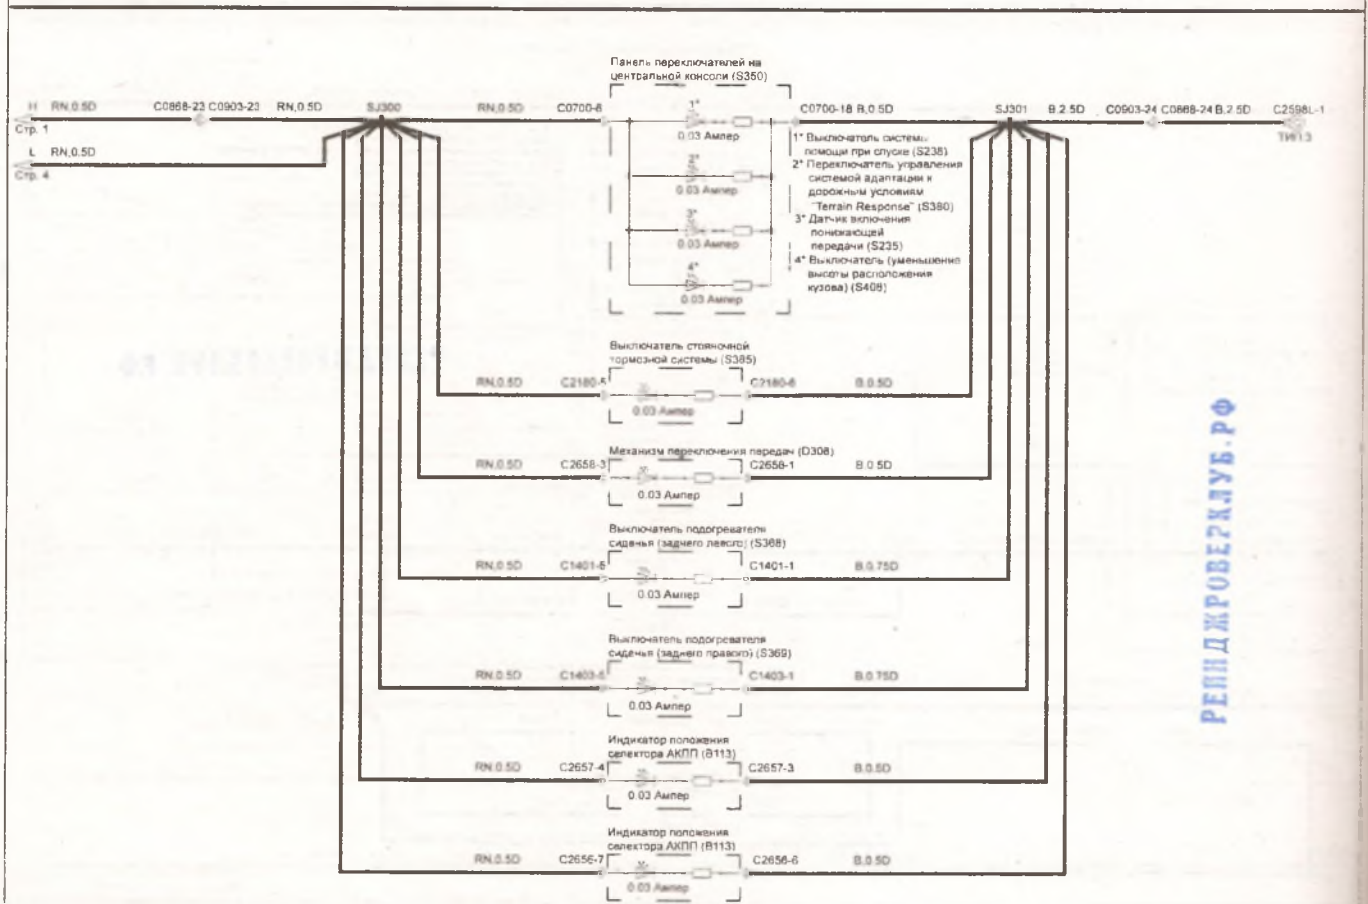 Панель переключателей на
центральной консоли (S350)
H RN,0.5D C0868-23 C0903-23 RN,0.5D SJ300 RN,0.5D C0700-6 1* C0700-18 B,0.5D SJ301 B,2.5D C0903-24 C0868-24 B,2.5D C2598L-1
Стр. 1
0.03 Ампер
L RN,0.5D
Стр. 4
2*
0.03 Ампер
3*
0.03 Ампер
4*
0.03 Ампер
1* Выключатель системы
помощи при спуске (S238)
2* Переключатель управления
системой адаптации к
дорожным условиям
"Terrain Response" (S380)
3* Датчик включения
понижающей
передачи (S235)
4* Выключатель (уменьшение
высоты расположения
кузова) (S408)
Выключатель стояночной
тормозной системы (S385)
RN,0.5D C2180-5 C2180-6 B,0.5D
0.03 Ампер
Механизм переключения передач (D308)
RN,0.5D C2658-3 C2658-1 B,0.5D
0.03 Ампер
Выключатель подогревателя
сиденья (заднего левого) (S368)
RN,0.5D C1401-5 C1401-1 B,0.75D
0.03 Ампер
Выключатель подогревателя
сиденья (заднего правого) (S369)
RN,0.5D C1403-5 C1403-1 B,0.75D
0.03 Ампер
Индикатор положения
селектора АКПП (B113)
RN,0.5D C2657-4 C2657-3 B,0.5D
0.03 Ампер
Индикатор положения
селектора АКПП (B113)
RN,0.5D C2656-7 C2656-6 B,0.5D
0.03 Ампер
РЕНДЖРОВЕРКЛУБ.РФ